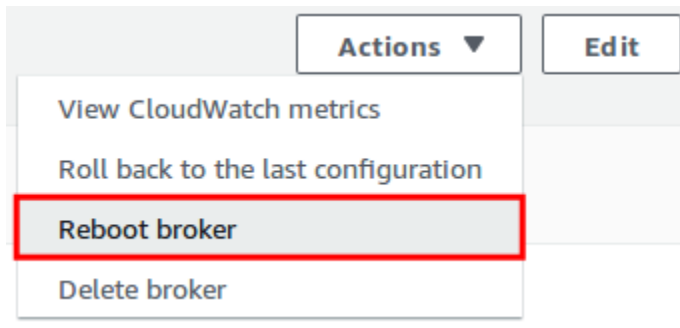 Actions ▼ Edit
View CloudWatch metrics
Roll back to the last configuration
Reboot broker
Delete broker